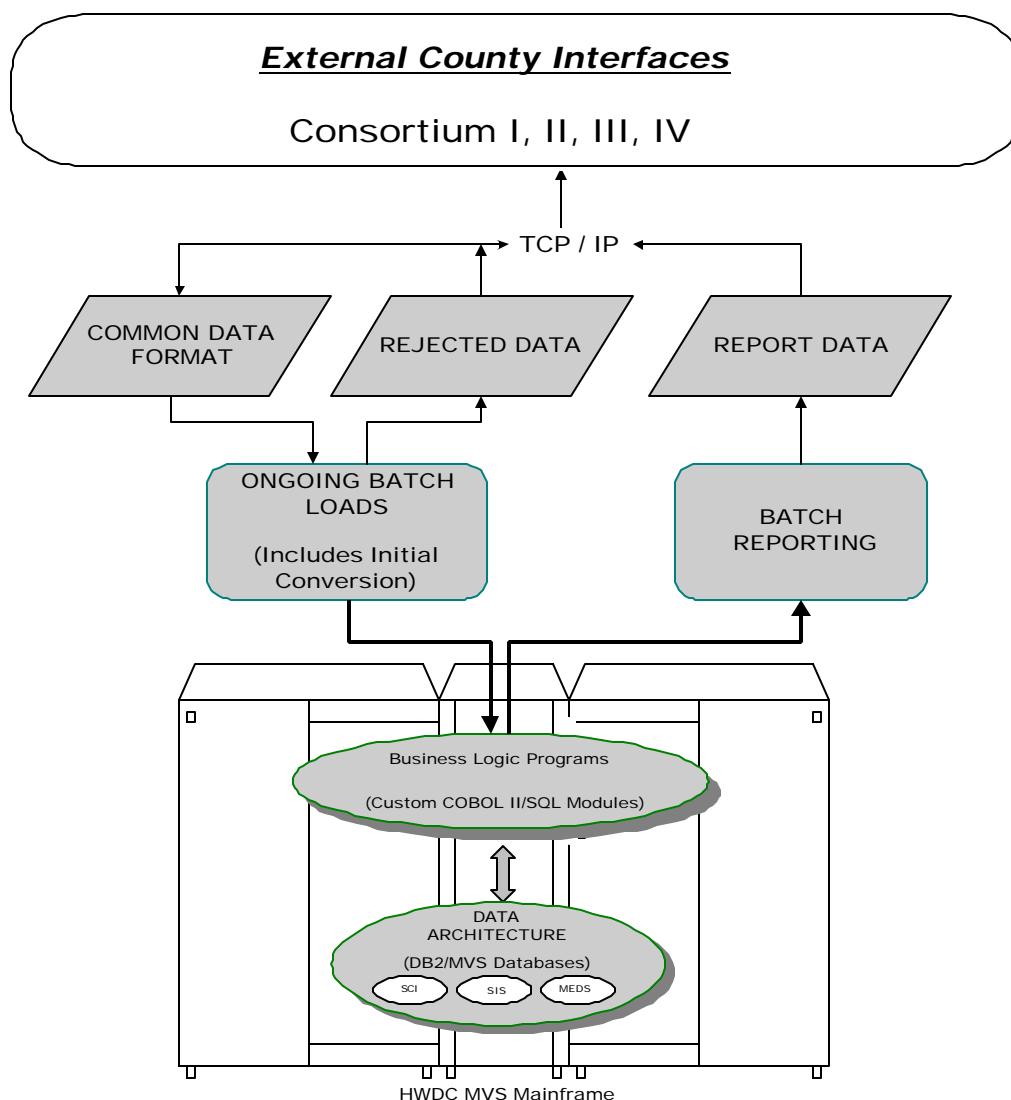 External County Interfaces
Consortium I, II, III, IV
TCP / IP
COMMON DATA
FORMAT
REJECTED DATA
REPORT DATA
ONGOING BATCH
LOADS
(Includes Initial
Conversion)
BATCH
REPORTING
Business Logic Programs
(Custom COBOL II/SQL Modules)
DATA
ARCHITECTURE
(DB2/MVS Databases)
SCI
SIS
MEDS
HWDC MVS Mainframe